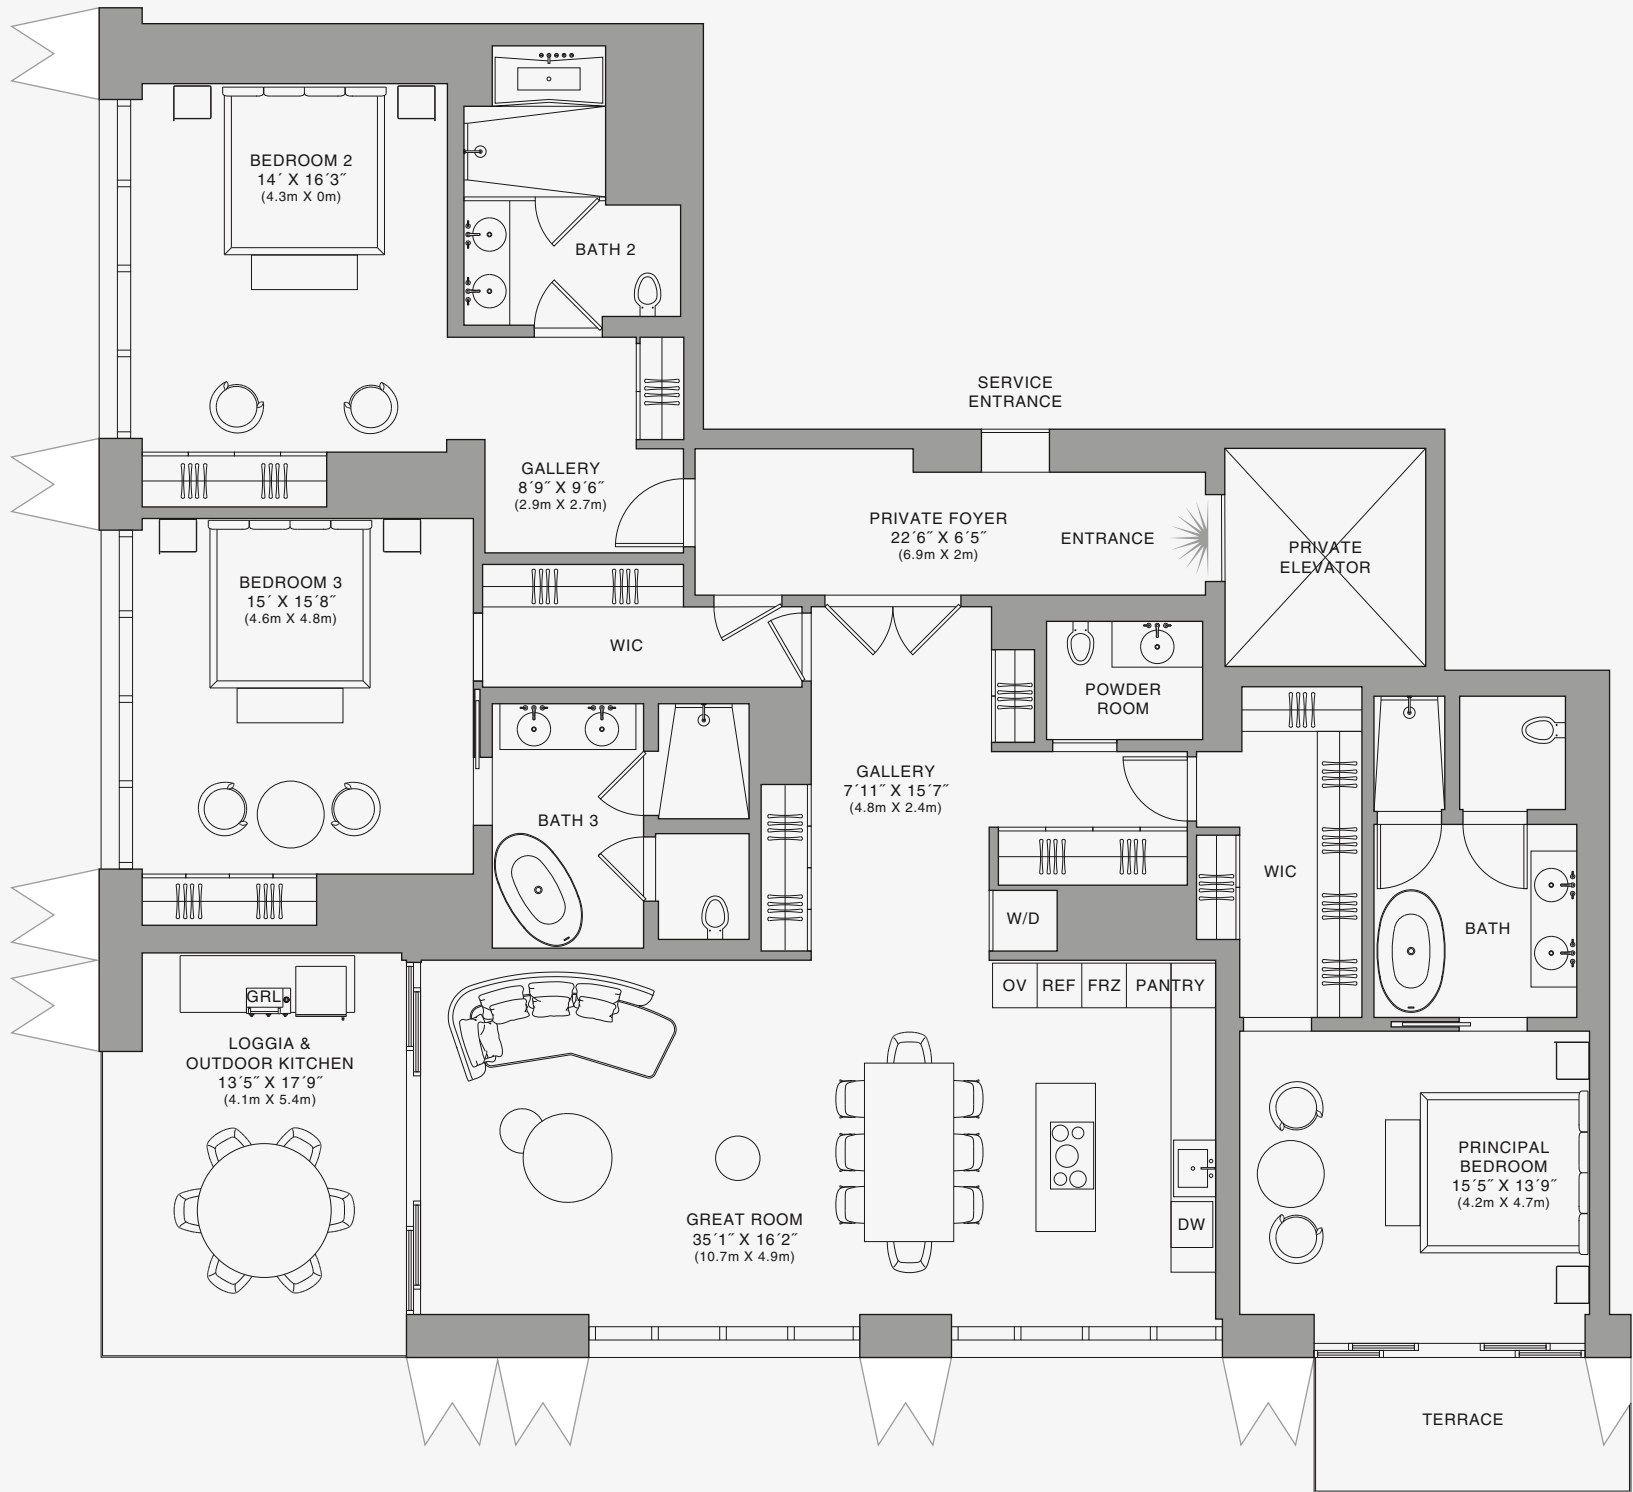 BEDROOM 2
14´ X 16´3˝
(4.3m X 0m)
BATH 2
SERVICE
ENTRANCE
GALLERY
8´9˝ X 9´6˝
(2.9m X 2.7m)
PRIVATE FOYER
22´6˝ X 6´5˝
(6.9m X 2m)
ENTRANCE
PRIVATE
ELEVATOR
BEDROOM 3
15´ X 15´8˝
(4.6m X 4.8m)
WIC
POWDER
ROOM
GALLERY
7´11˝ X 15´7˝
(4.8m X 2.4m)
BATH 3
WIC
W/D
BATH
OV
REF
FRZ
PANTRY
GRL
LOGGIA &
OUTDOOR KITCHEN
13´5˝ X 17´9˝
(4.1m X 5.4m)
PRINCIPAL
BEDROOM
15´5˝ X 13´9˝
(4.2m X 4.7m)
GREAT ROOM
35´1˝ X 16´2˝
(10.7m X 4.9m)
DW
TERRACE